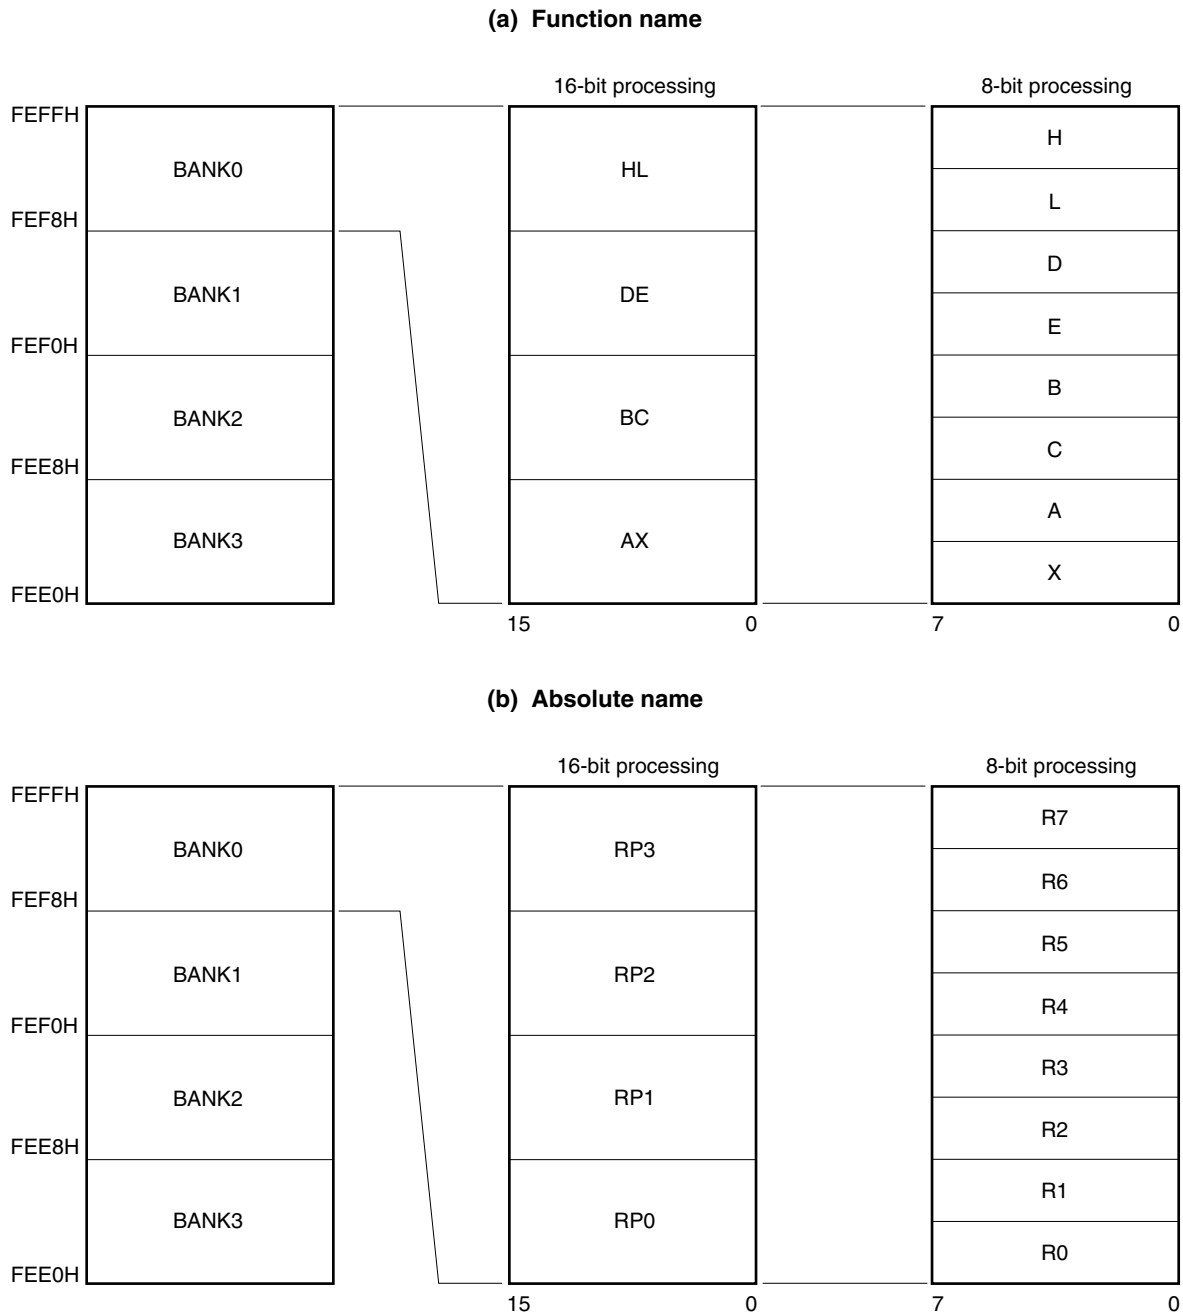 (a) Function name
16-bit processing
8-bit processing
FEFFH
BANK0
HL
H
L
FEF8H
BANK1
DE
D
E
FEF0H
BANK2
BC
B
C
FEE8H
BANK3
AX
A
X
FEE0H
15 0
7 0
(b) Absolute name
16-bit processing
8-bit processing
FEFFH
BANK0
RP3
R7
R6
FEF8H
BANK1
RP2
R5
R4
FEF0H
BANK2
RP1
R3
R2
FEE8H
BANK3
RP0
R1
R0
FEE0H
15 0
7 0